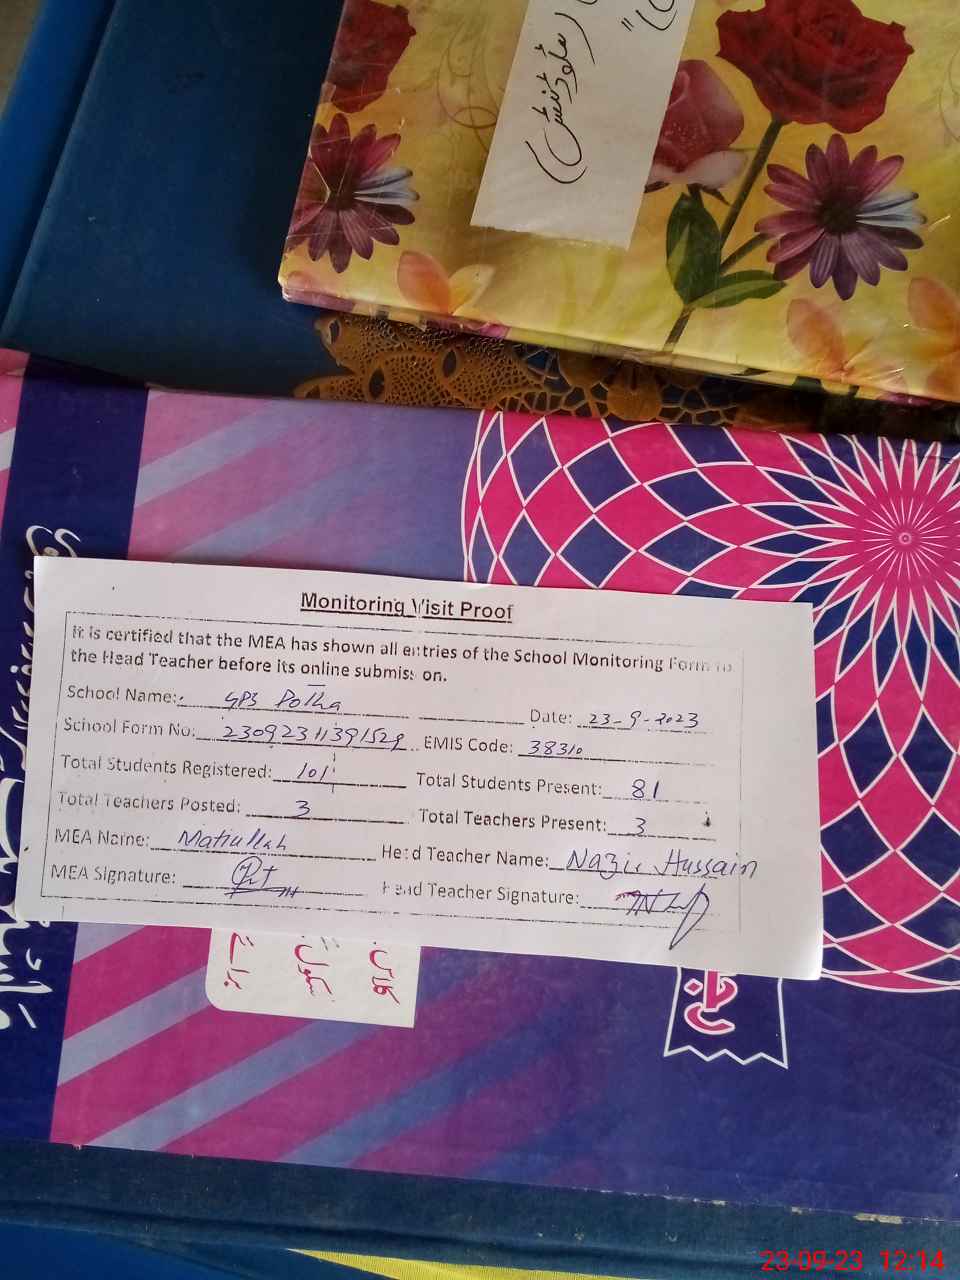 (سٹوڈنٹس)
Monitoring Visit Proof
It is certified that the MEA has shown all entries of the School Monitoring Form to
the Head Teacher before its online submission.
School Name: GPS Potha Date: 23-9-2023
School Form No: 23092311391529 EMIS Code: 38310
Total Students Registered: 101 Total Students Present: 81
Total Teachers Posted: 3 Total Teachers Present: 3
MEA Name: Matiullah Head Teacher Name: Nazir Hussain
MEA Signature: Head Teacher Signature:
23-09-23 12:14